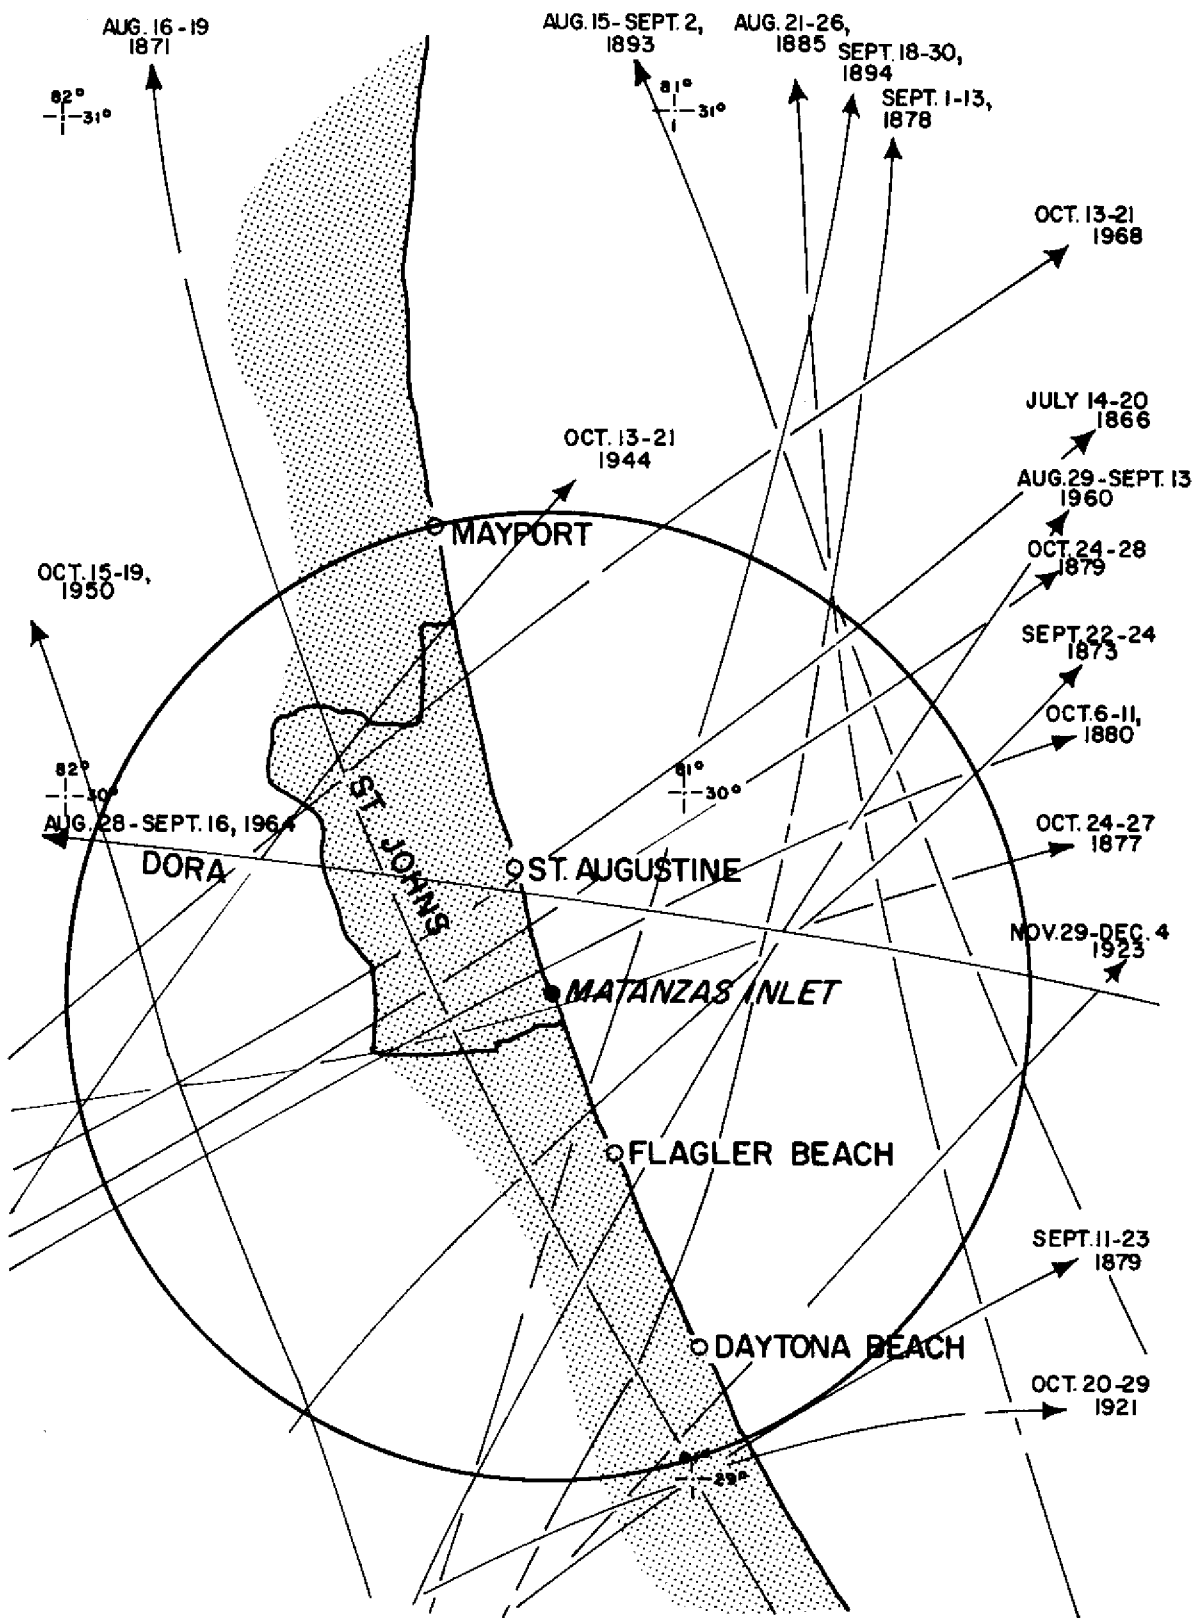 AUG. 16-19
1871
AUG. 15-SEPT. 2,
1893
AUG. 21-26,
1885
SEPT. 18-30,
1894
SEPT. 1-13,
1878
82°
31°
81°
31°
OCT. 13-21
1968
JULY 14-20
1866
OCT. 13-21
1944
AUG. 29-SEPT. 13
1960
MAYPORT
OCT. 24-28
1879
OCT. 15-19,
1950
SEPT. 22-24
1873
OCT. 6-11,
1880
82°
30°
81°
30°
AUG. 28-SEPT. 16, 1964
DORA
ST. JOHNS
ST. AUGUSTINE
OCT. 24-27
1877
NOV. 29-DEC. 4
1923
MATANZAS INLET
FLAGLER BEACH
SEPT. 11-23
1879
DAYTONA BEACH
OCT. 20-29
1921
29°